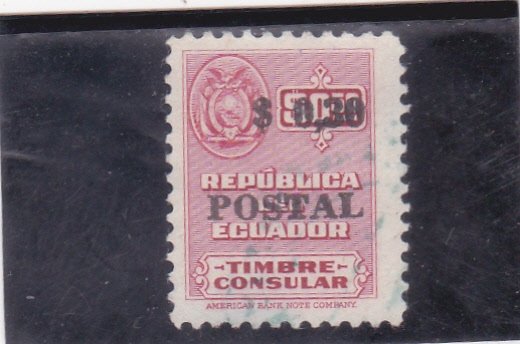 $ 0,30
REPÚBLICA
POSTAL
ECUADOR
TIMBRE
CONSULAR
AMERICAN BANK NOTE COMPANY.